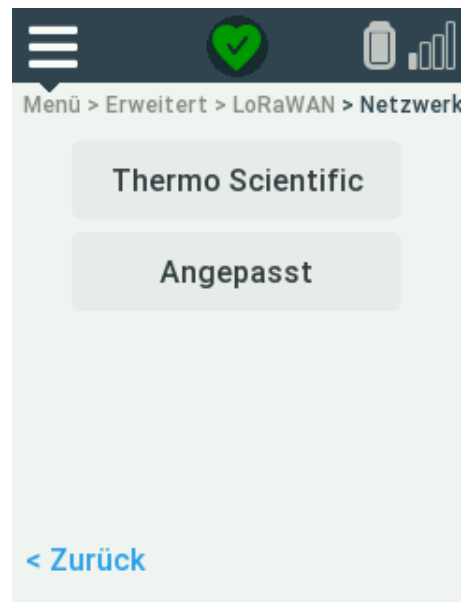 Menü > Erweitert > LoRaWAN > Netzwerk
Thermo Scientific
Angepasst
< Zurück